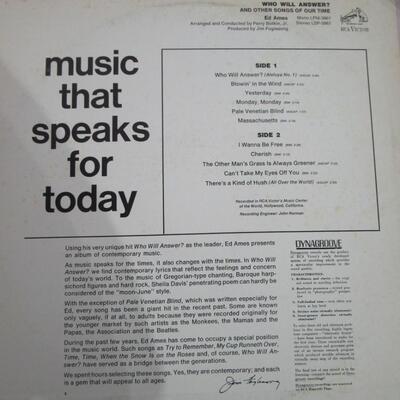 WHO WILL ANSWER?
AND OTHER SONGS OF OUR TIME
Ed Ames
Mono LPM-3961
Stereo LSP-3961
Arranged and Conducted by Perry Botkin, Jr.
Produced by Jim Foglesong
RCA VICTOR
music
that
speaks
for
today
SIDE 1
Who Will Answer? (Aleluya No. 1)
Blowin' in the Wind
Yesterday
Monday, Monday
Pale Venetian Blind
Massachusetts
SIDE 2
I Wanna Be Free
Cherish
The Other Man's Grass Is Always Greener
Can't Take My Eyes Off You
There's a Kind of Hush (All Over the World)
Recorded in RCA Victor's Music Center
of the World, Hollywood, California.
Recording Engineer: John Norman
Using his very unique hit Who Will Answer? as the leader, Ed Ames presents
an album of contemporary music.
As music speaks for the times, it also changes with the times. In Who Will
Answer? we find contemporary lyrics that reflect the feelings and concern
of today's world. To the music of Gregorian-type chanting, Baroque harp-
sichord figures and hard rock, Sheila Davis' penetrating poem can hardly be
considered of the "moon-June" style.
With the exception of Pale Venetian Blind, which was written especially for
Ed, every song has been a giant hit in the recent past. Some are known
only vaguely, if at all, to adults because they were recorded originally for
the younger market by such artists as the Monkees, the Mamas and the
Papas, the Association and the Beatles.
During the past few years, Ed Ames has come to occupy a special position
in the music world. Such songs as Try to Remember, My Cup Runneth Over,
Time, Time, When the Snow Is on the Roses and, of course, Who Will An-
swer? have served as a bridge between the generations.
We spent hours selecting these songs. Yes, they are contemporary; and each
is a gem that will appeal to all ages.
Jim Foglesong
DYNAGROOVE